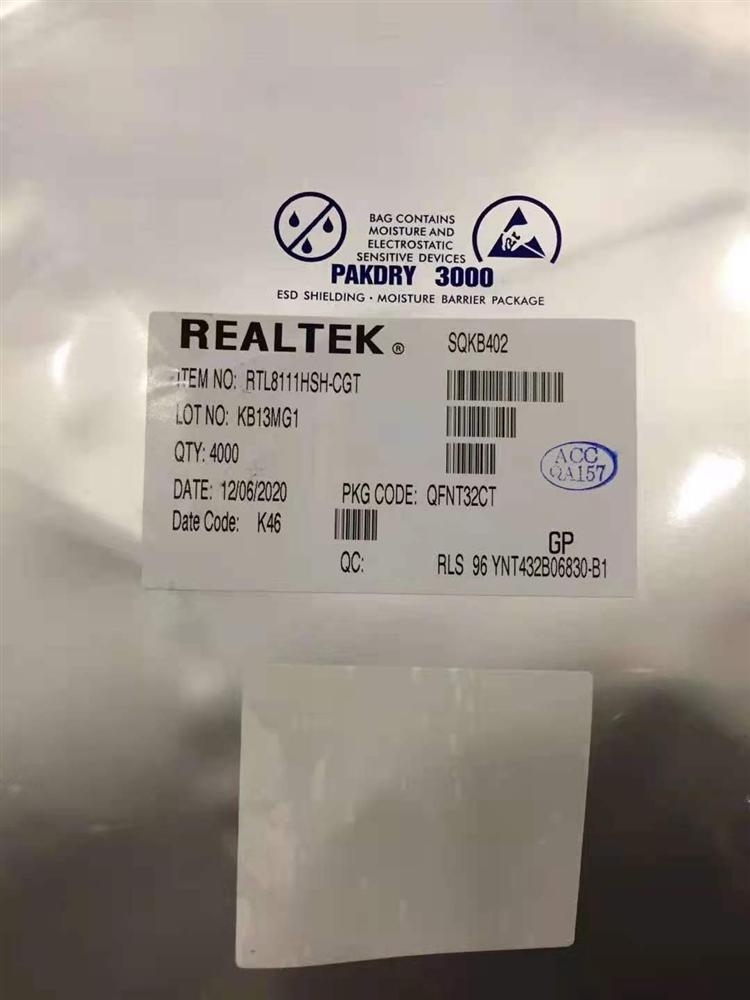 BAG CONTAINS
MOISTURE AND
ELECTROSTATIC
SENSITIVE DEVICES
PAKDRY 3000
ESD SHIELDING • MOISTURE BARRIER PACKAGE
REALTEK ® SQKB402
ITEM NO: RTL8111HSH-CGT
LOT NO: KB13MG1
QTY: 4000
ACC
QA157
DATE: 12/06/2020 PKG CODE: QFNT32CT
Date Code: K46
GP
QC: RLS 96 YNT432B06830-B1